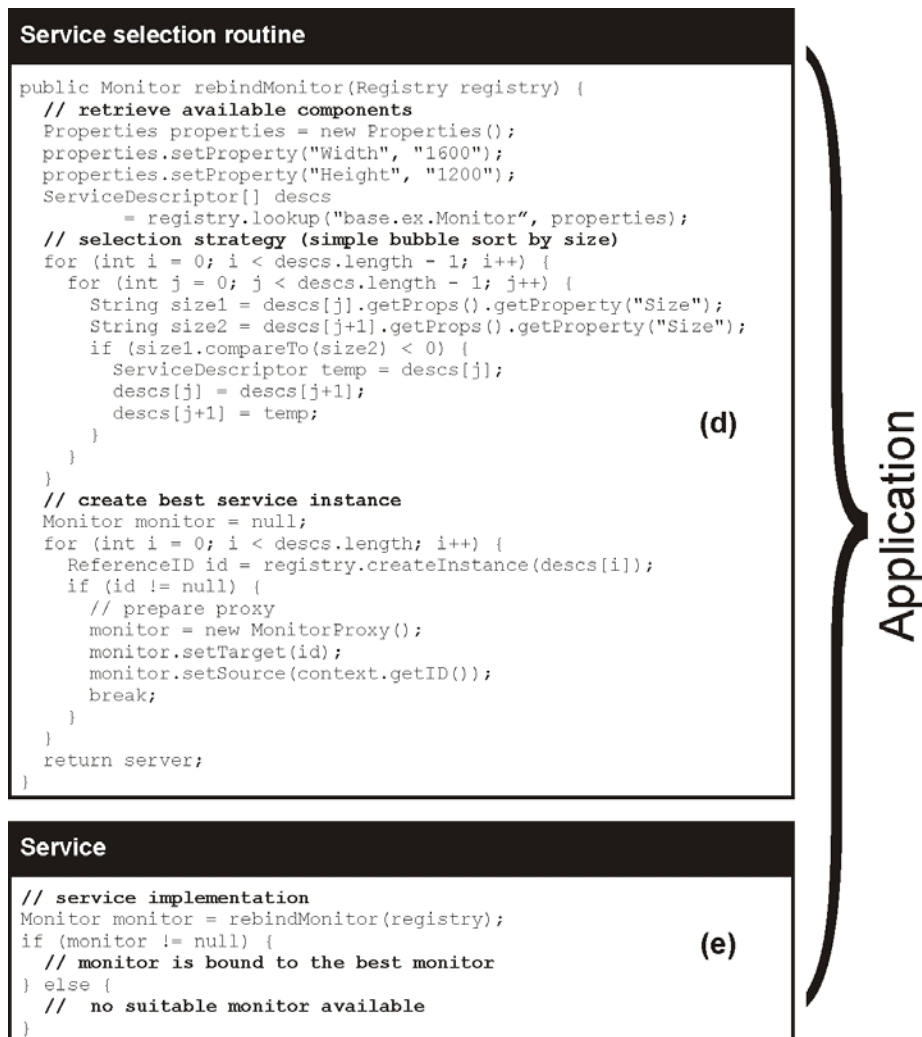 Service selection routine
public Monitor rebindMonitor(Registry registry) {
  // retrieve available components
  Properties properties = new Properties();
  properties.setProperty("Width", "1600");
  properties.setProperty("Height", "1200");
  ServiceDescriptor[] descs
        = registry.lookup("base.ex.Monitor”, properties);
  // selection strategy (simple bubble sort by size)
  for (int i = 0; i < descs.length - 1; i++) {
    for (int j = 0; j < descs.length - 1; j++) {
      String size1 = descs[j].getProps().getProperty("Size");
      String size2 = descs[j+1].getProps().getProperty("Size");
      if (size1.compareTo(size2) < 0) {
        ServiceDescriptor temp = descs[j];
        descs[j] = descs[j+1];
        descs[j+1] = temp;
      }
    }
  }
  // create best service instance
  Monitor monitor = null;
  for (int i = 0; i < descs.length; i++) {
    ReferenceID id = registry.createInstance(descs[i]);
    if (id != null) {
      // prepare proxy
      monitor = new MonitorProxy();
      monitor.setTarget(id);
      monitor.setSource(context.getID());
      break;
    }
  }
  return server;
}
(d)
Service
// service implementation
Monitor monitor = rebindMonitor(registry);
if (monitor != null) {
  // monitor is bound to the best monitor
} else {
  //  no suitable monitor available
}
(e)
Application